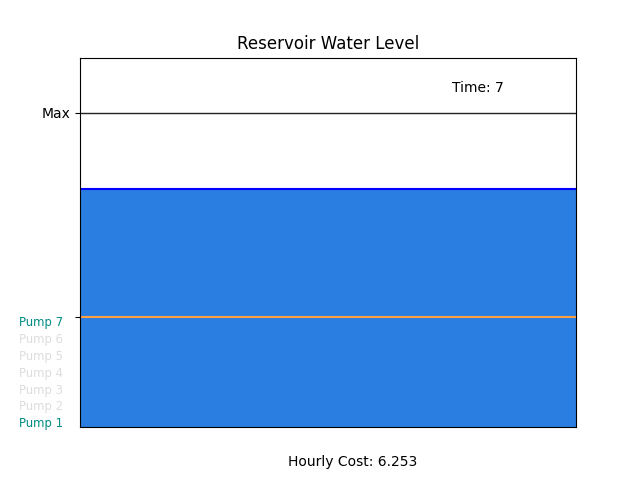 Reservoir Water Level
Time: 7
Max
Pump 7
Pump 6
Pump 5
Pump 4
Pump 3
Pump 2
Pump 1
Hourly Cost: 6.253